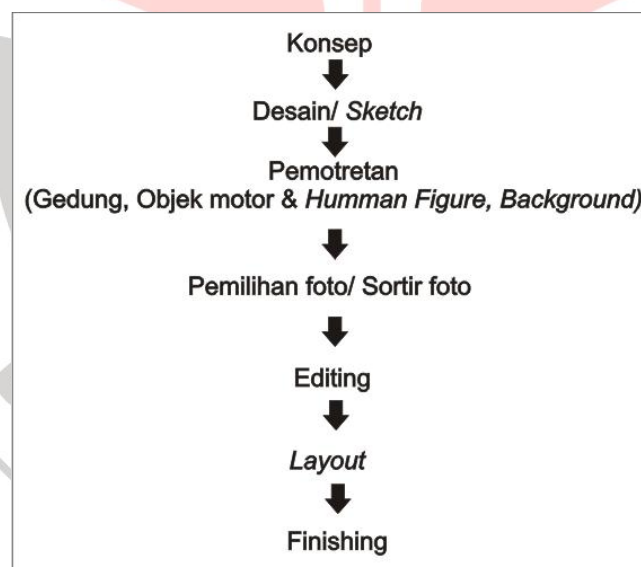 Konsep
Desain/ Sketch
Pemotretan
(Gedung, Objek motor & Humman Figure, Background)
Pemilihan foto/ Sortir foto
Editing
Layout
Finishing